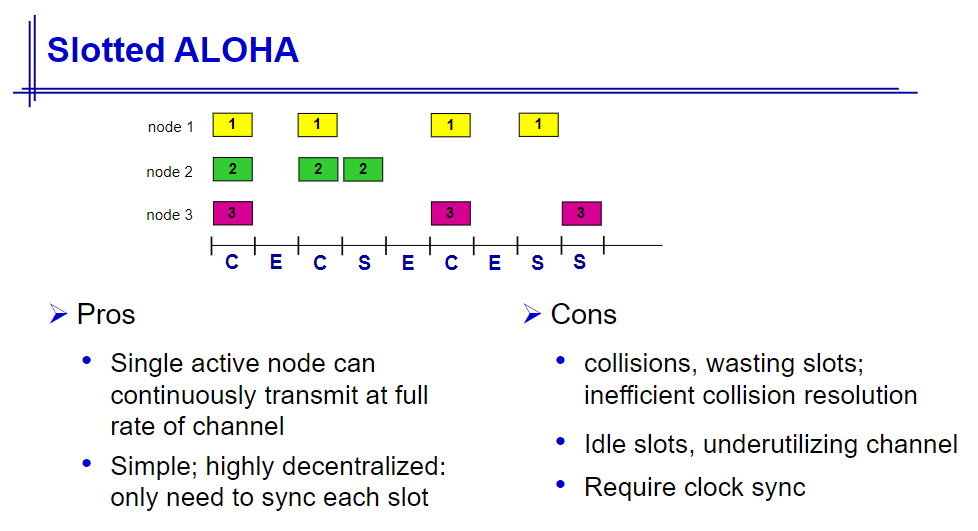 Slotted ALOHA
node 1 1 1 1 1
node 2 2 2 2
node 3 3 3 3
C E C S E C E S S
Pros
Single active node can
continuously transmit at full
rate of channel
Simple; highly decentralized:
only need to sync each slot
Cons
collisions, wasting slots;
inefficient collision resolution
Idle slots, underutilizing channel
Require clock sync